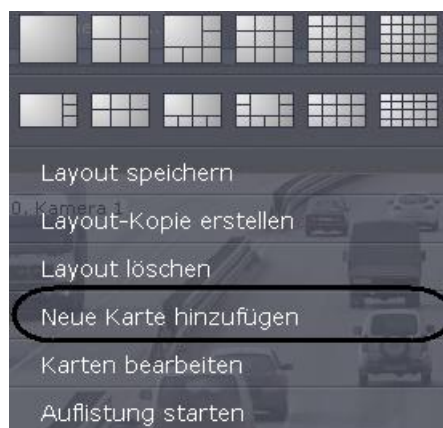 Layout speichern
0. Kamera 1
Layout-Kopie erstellen
Layout löschen
Neue Karte hinzufügen
Karten bearbeiten
Auflistung starten